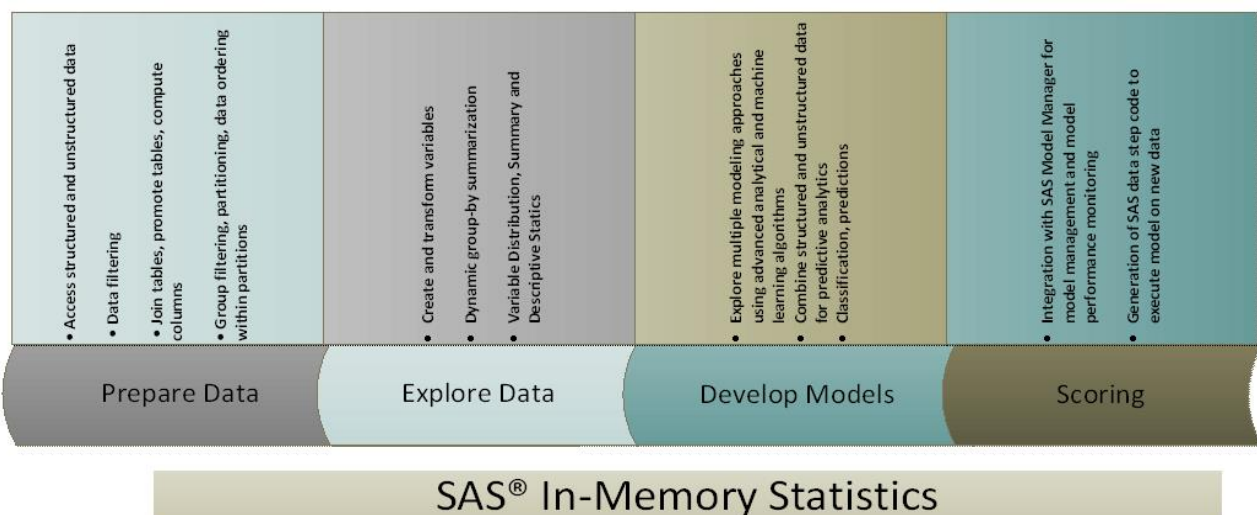 • Access structured and unstructured data
• Data filtering
• Join tables, promote tables, compute
columns
• Group filtering, partitioning, data ordering
within partitions
• Create and transform variables
• Dynamic group-by summarization
• Variable Distribution, Summary and
Descriptive Statics
• Explore multiple modeling approaches
using advanced analytical and machine
learning algorithms
• Combine structured and unstructured data
for predictive analytics
• Classification, predictions
• Integration with SAS Model Manager for
model management and model
performance monitoring
• Generation of SAS data step code to
execute model on new data
Prepare Data
Explore Data
Develop Models
Scoring
SAS® In-Memory Statistics